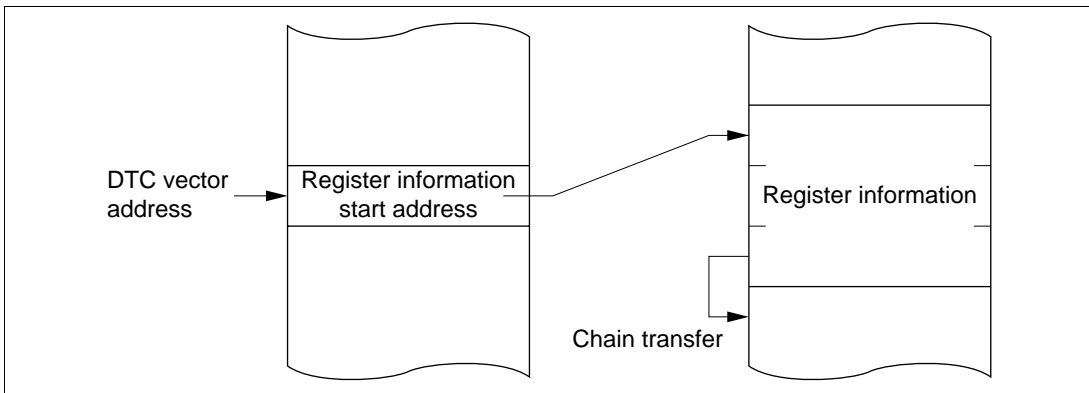 DTC vector
address
Register information
start address
Register information
Chain transfer